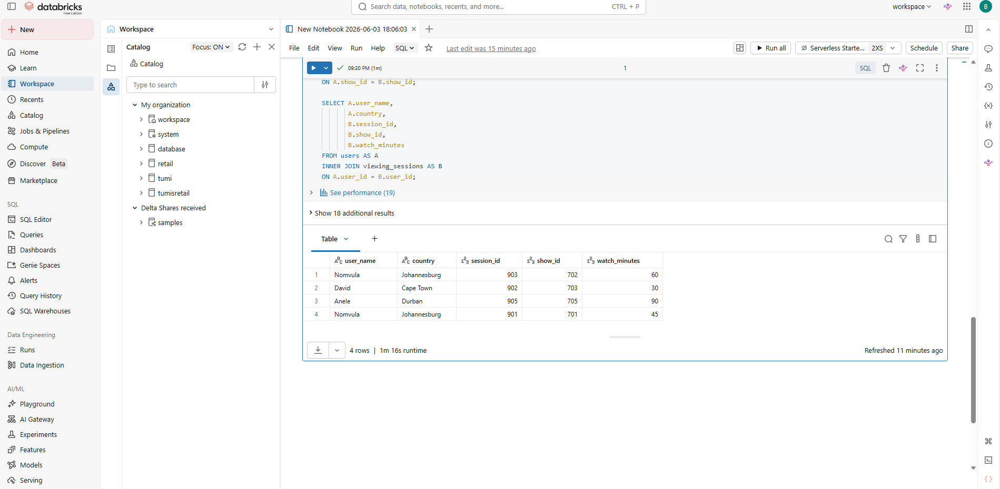 databricks
Free Edition
Search data, notebooks, recents, and more...
CTRL + P
workspace
B
New
Home
Learn
Workspace
Recents
Catalog
Jobs & Pipelines
Compute
Discover
Beta
Marketplace
SQL
SQL Editor
Queries
Dashboards
Genie Spaces
Alerts
Query History
SQL Warehouses
Data Engineering
Runs
Data Ingestion
AI/ML
Playground
AI Gateway
Experiments
Features
Models
Serving
Workspace
Catalog
Focus: ON
Catalog
Type to search
My organization
workspace
system
database
retail
tumi
tumisretail
Delta Shares received
samples
New Notebook 2026-06-03 18:06:03
File Edit View Run Help SQL
Last edit was 15 minutes ago
Run all
Serverless Starte... 2XS
Schedule
Share
09:20 PM (1m)
1
SQL
ON A.show_id = B.show_id;
SELECT A.user_name,
A.country,
B.session_id,
B.show_id,
B.watch_minutes
FROM users AS A
INNER JOIN viewing_sessions AS B
ON A.user_id = B.user_id;
See performance (19)
Show 18 additional results
Table
user_name country session_id show_id watch_minutes
1 Nomvula Johannesburg 903 702 60
2 David Cape Town 902 703 30
3 Anele Durban 905 705 90
4 Nomvula Johannesburg 901 701 45
4 rows | 1m 16s runtime
Refreshed 11 minutes ago